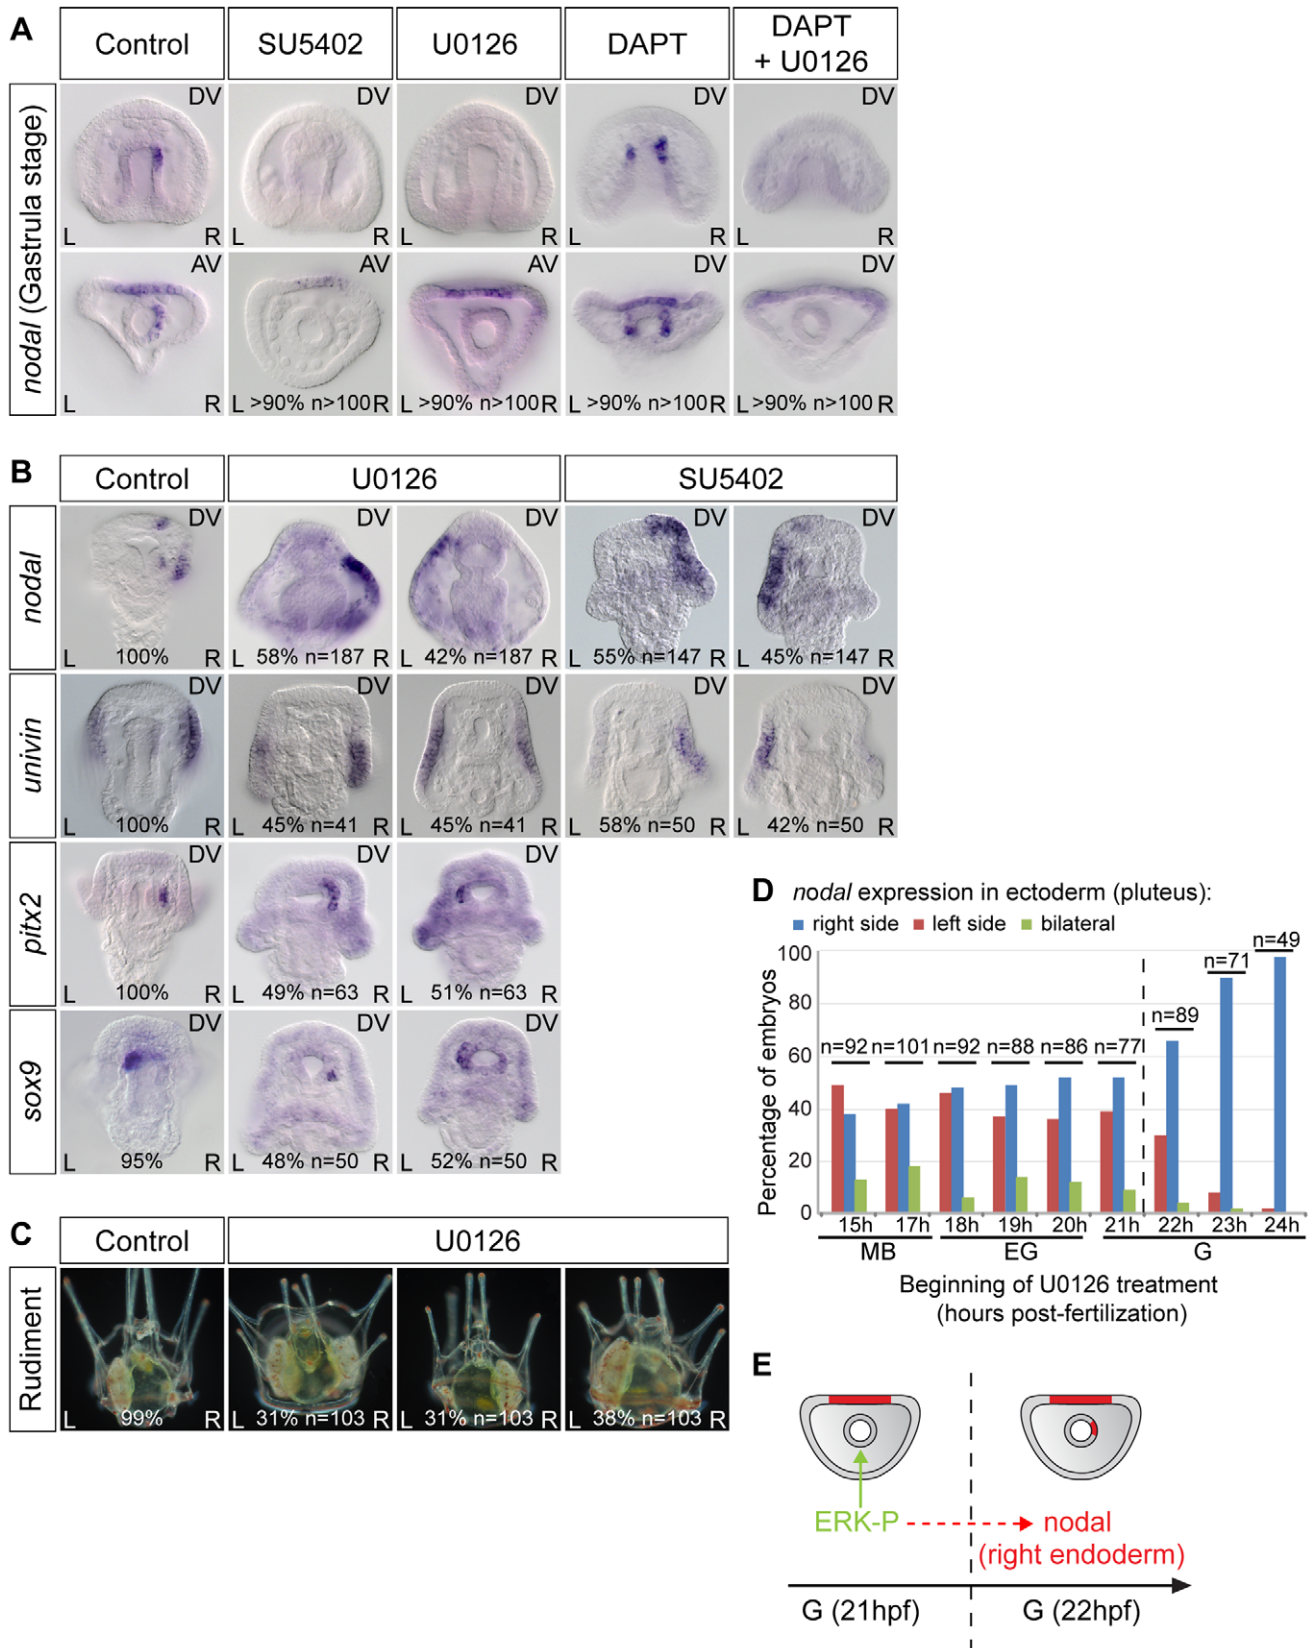 A
Control
SU5402
U0126
DAPT
DAPT
+ U0126
nodal (Gastrula stage)
DV
DV
DV
DV
DV
L R
L R
L R
L R
L R
AV
AV
AV
DV
DV
L R
L >90% n>100 R
L >90% n>100 R
L >90% n>100 R
L >90% n>100 R
B
Control
U0126
SU5402
nodal
DV
DV
DV
DV
DV
L 100% R
L 58% n=187 R
L 42% n=187 R
L 55% n=147 R
L 45% n=147 R
univin
DV
DV
DV
DV
DV
L 100% R
L 45% n=41 R
L 45% n=41 R
L 58% n=50 R
L 42% n=50 R
pitx2
DV
DV
DV
L 100% R
L 49% n=63 R
L 51% n=63 R
sox9
DV
DV
DV
L 95% R
L 48% n=50 R
L 52% n=50 R
C
Control
U0126
Rudiment
L 99% R
L 31% n=103 R
L 31% n=103 R
L 38% n=103 R
D
nodal expression in ectoderm (pluteus):
right side left side bilateral
Percentage of embryos
100
80
60
40
20
0
n=92 n=101 n=92 n=88 n=86 n=77 n=89 n=71 n=49
15h 17h 18h 19h 20h 21h 22h 23h 24h
MB EG G
Beginning of U0126 treatment
(hours post-fertilization)
E
ERK-P
nodal
(right endoderm)
G (21hpf)
G (22hpf)